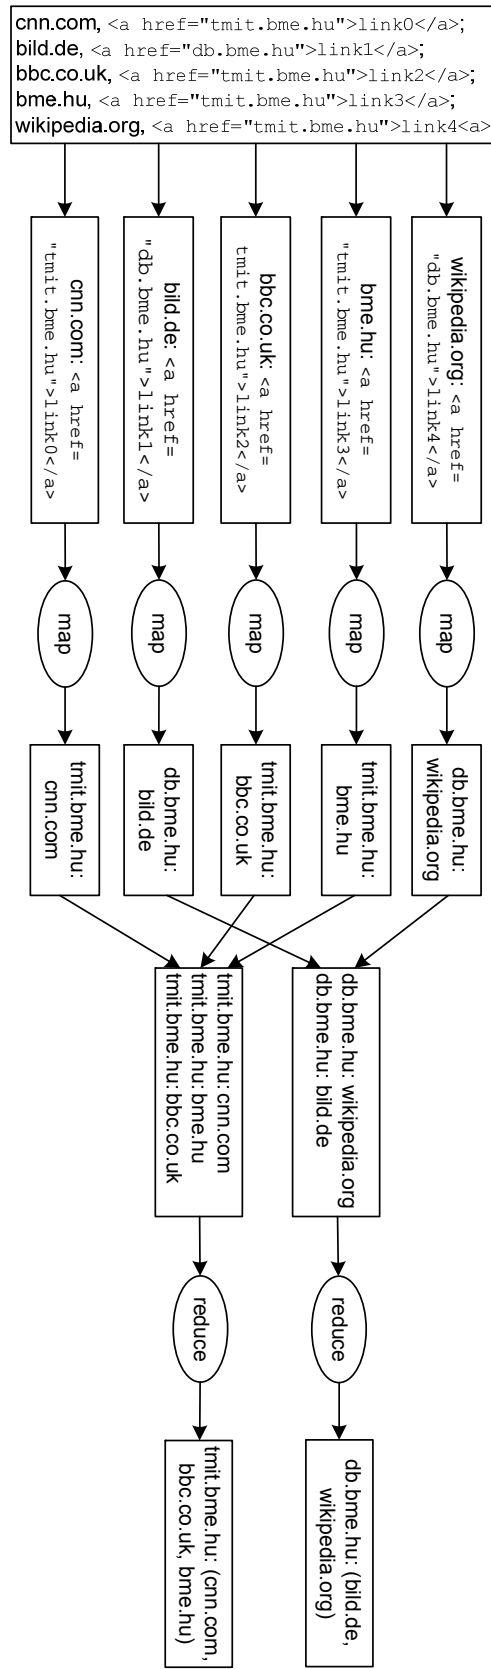 cnn.com, <a href="tmit.bme.hu">link0</a>;
bild.de, <a href="db.bme.hu">link1</a>;
bbc.co.uk, <a href="tmit.bme.hu">link2</a>;
bme.hu, <a href="tmit.bme.hu">link3</a>;
wikipedia.org, <a href="tmit.bme.hu">link4<a>
cnn.com: <a href=
"tmit.bme.hu">link0</a>
bild.de: <a href=
"db.bme.hu">link1</a>
bbc.co.uk: <a href=
tmit.bme.hu">link2</a>
bme.hu: <a href=
"tmit.bme.hu">link3</a>
wikipedia.org: <a href=
"db.bme.hu">link4</a>
map
map
map
map
map
tmit.bme.hu:
cnn.com
db.bme.hu:
bild.de
tmit.bme.hu:
bbc.co.uk
tmit.bme.hu:
bme.hu
db.bme.hu:
wikipedia.org
tmit.bme.hu: cnn.com
tmit.bme.hu: bme.hu
tmit.bme.hu: bbc.co.uk
db.bme.hu: wikipedia.org
db.bme.hu: bild.de
reduce
reduce
tmit.bme.hu: (cnn.com,
bbc.co.uk, bme.hu)
db.bme.hu: (bild.de,
wikipedia.org)